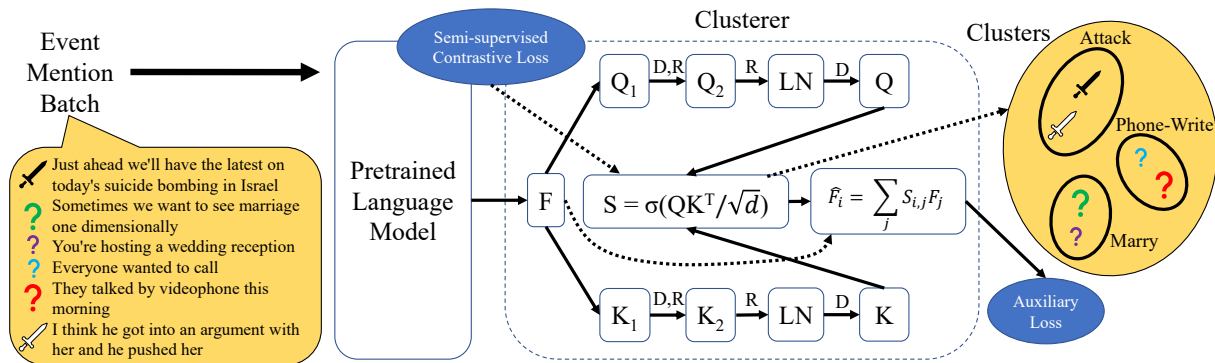 Event
Mention
Batch
Just ahead we'll have the latest on
today's suicide bombing in Israel
Sometimes we want to see marriage
one dimensionally
You're hosting a wedding reception
Everyone wanted to call
They talked by videophone this
morning
I think he got into an argument with
her and he pushed her
Pretrained
Language
Model
Semi-supervised
Contrastive Loss
Clusterer
F
Q₁ D,R Q₂ R LN D Q
S = σ(QKᵀ/√d)
F̂ᵢ = ∑ⱼ Sᵢ,ⱼFⱼ
K₁ D,R K₂ R LN D K
Auxiliary
Loss
Clusters
Attack
Phone-Write
?
?
?
?
Marry
?
?
?
?